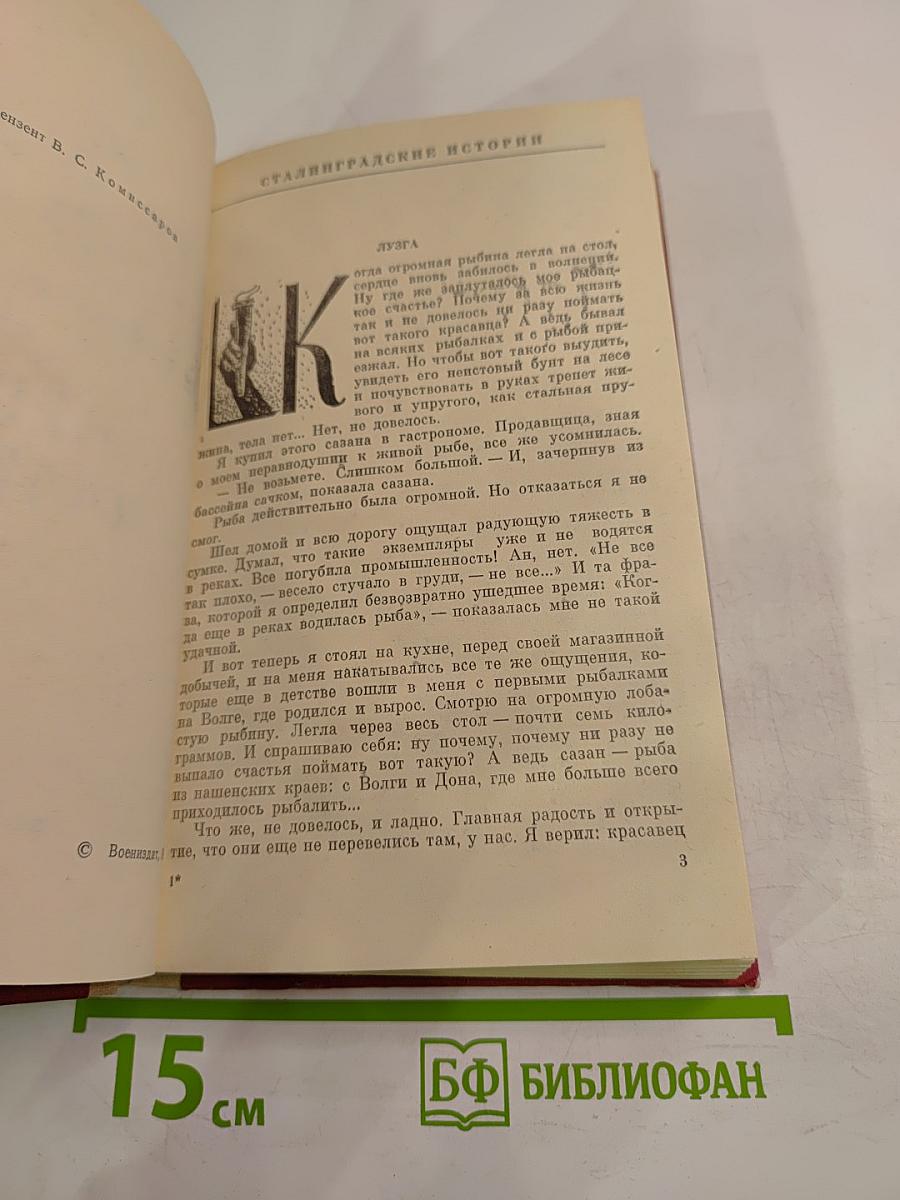 ензент В. С. Комиссаров
© Воениздат,
СТАЛИНГРАДСКИЕ ИСТОРИИ
ЛУЗГА
Когда огромная рыбина легла на стол,
сердце вновь забилось в волнении.
Ну где же заплуталось мое рыбац-
кое счастье? Почему за всю жизнь
так и не довелось ни разу поймать
вот такого красавца? А ведь бывал
на всяких рыбалках и с рыбой при-
езжал. Но чтобы вот такого выудить,
увидеть его неистовый бунт на лесе
и почувствовать в руках трепет жи-
вого и упругого, как стальная пру-
жина, тела нет... Нет, не довелось.
Я купил этого сазана в гастрономе. Продавщица, зная
о моем неравнодушии к живой рыбе, все же усомнилась.
— Не возьмете. Слишком большой. — И, зачерпнув из
бассейна сачком, показала сазана.
Рыба действительно была огромной. Но отказаться я не
смог.
Шел домой и всю дорогу ощущал радующую тяжесть в
сумке. Думал, что такие экземпляры уже и не водятся
в реках. Все погубила промышленность! Ан, нет. «Не все
так плохо, — весело стучало в груди, — не все...» И та фра-
за, которой я определил безвозвратно ушедшее время: «Ког-
да еще в реках водилась рыба», — показалась мне не такой
удачной.
И вот теперь я стоял на кухне, перед своей магазинной
добычей, и на меня накатывались все те же ощущения, ко-
торые еще в детстве вошли в меня с первыми рыбалками
на Волге, где родился и вырос. Смотрю на огромную лоба-
стую рыбину. Легла через весь стол — почти семь кило-
граммов. И спрашиваю себя: ну почему, почему ни разу не
выпало счастья поймать вот такую? А ведь сазан — рыба
из нашенских краев: с Волги и Дона, где мне больше всего
приходилось рыбалить...
Что же, не довелось, и ладно. Главная радость и откры-
тие, что они еще не перевелись там, у нас. Я верил: красавец
1*
3
15 см
БФ БИБЛИОФАН